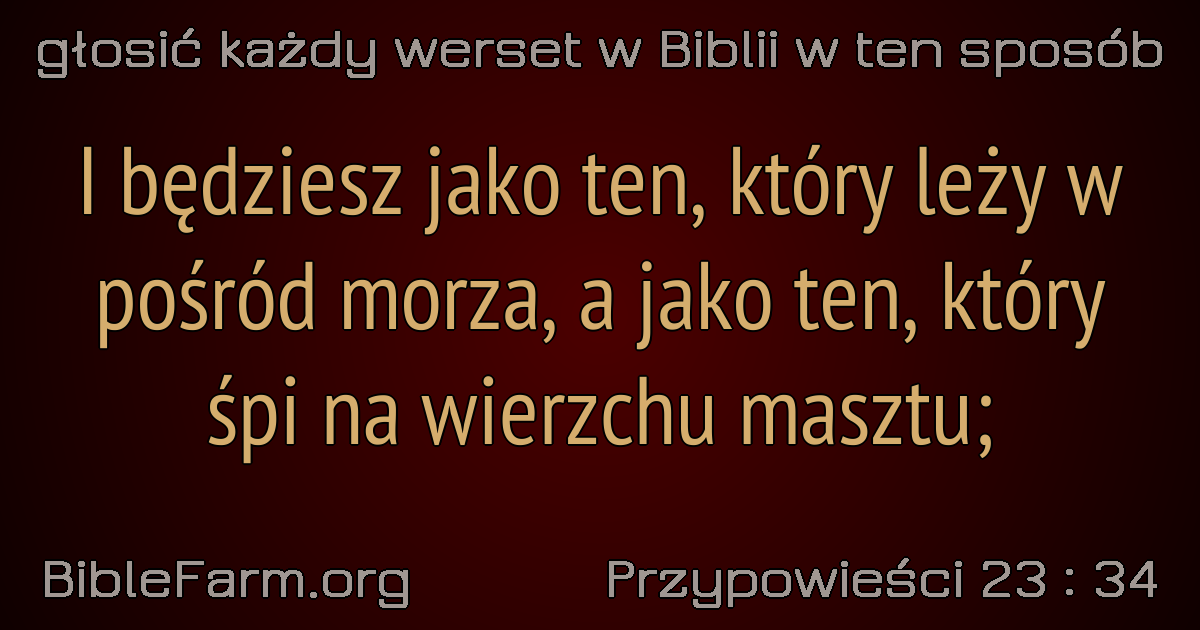 głosić każdy werset w Biblii w ten sposób
I będziesz jako ten, który leży w
pośród morza, a jako ten, który
śpi na wierzchu masztu;
BibleFarm.org
Przypowieści 23 : 34